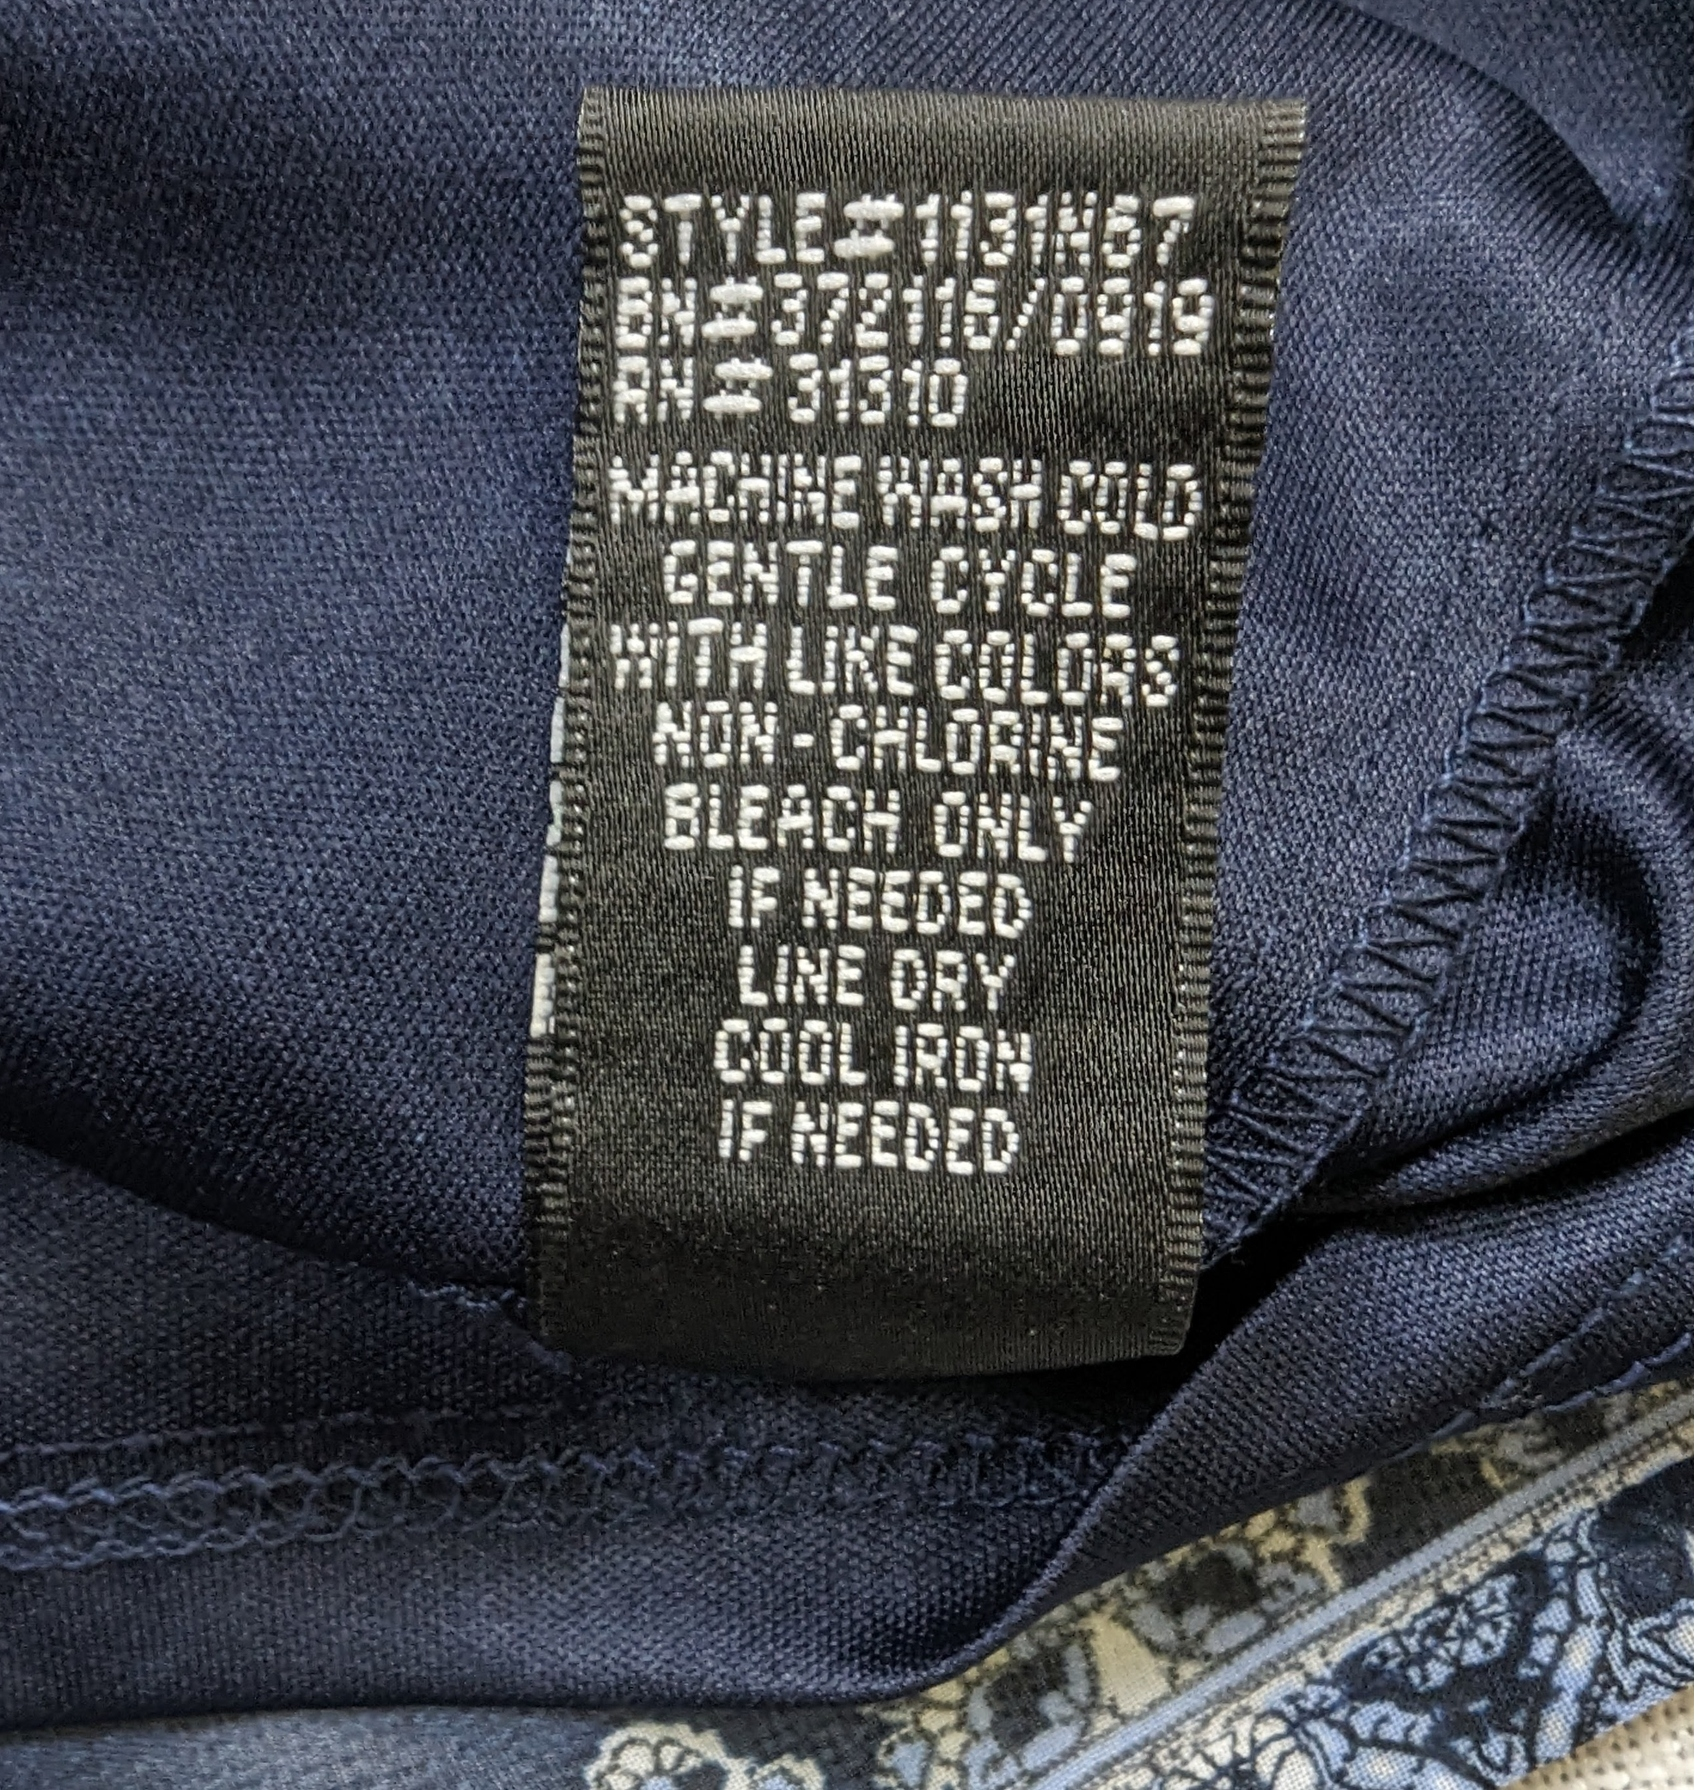 STYLE#1131N67
BN#372116/0919
RN#31310
MACHINE WASH COLD
GENTLE CYCLE
WITH LIKE COLORS
NON-CHLORINE
BLEACH ONLY
IF NEEDED
LINE DRY
COOL IRON
IF NEEDED